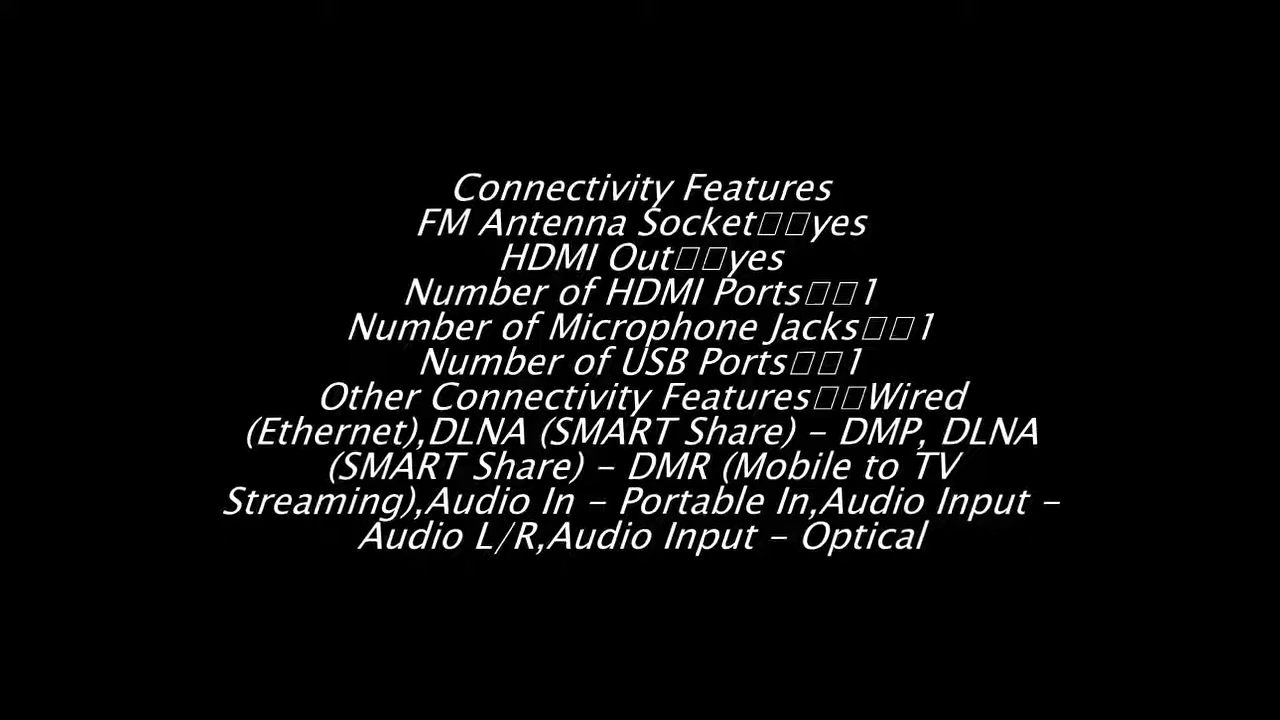 Connectivity Features
FM Antenna Socket□□yes
HDMI Out□□yes
Number of HDMI Ports□□1
Number of Microphone Jacks□□1
Number of USB Ports□□1
Other Connectivity Features□□Wired
(Ethernet),DLNA (SMART Share) - DMP, DLNA
(SMART Share) - DMR (Mobile to TV
Streaming),Audio In - Portable In,Audio Input -
Audio L/R,Audio Input - Optical